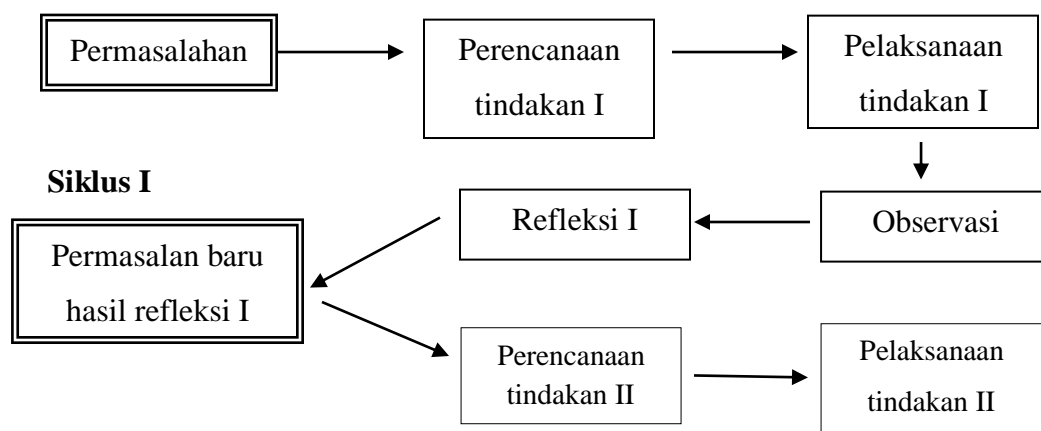 Permasalahan
Perencanaan
tindakan I
Pelaksanaan
tindakan I
Siklus I
Refleksi I
Observasi
Permasalan baru
hasil refleksi I
Perencanaan
tindakan II
Pelaksanaan
tindakan II